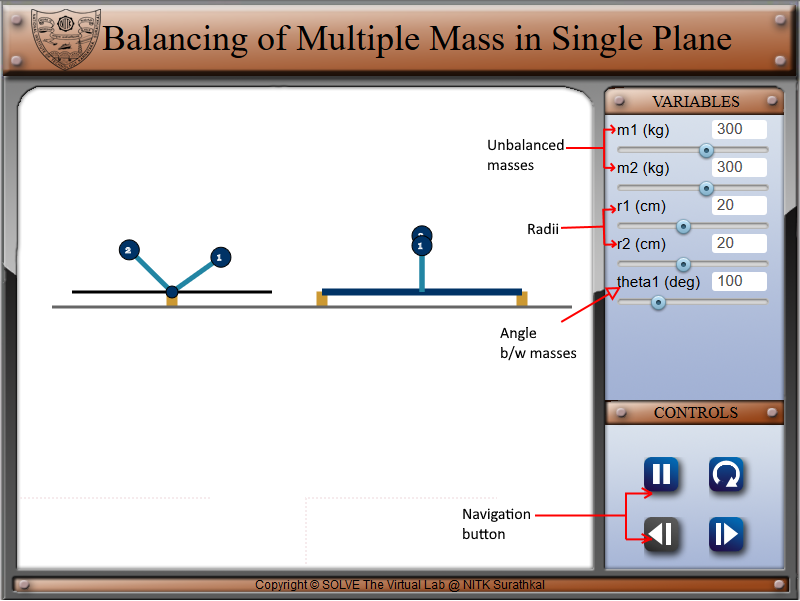 Balancing of Multiple Mass in Single Plane
VARIABLES
m1 (kg) 300
Unbalanced
masses
m2 (kg) 300
r1 (cm) 20
Radii
r2 (cm) 20
theta1 (deg) 100
Angle
b/w masses
2
1
1
CONTROLS
Navigation
button
Copyright © SOLVE The Virtual Lab @ NITK Surathkal